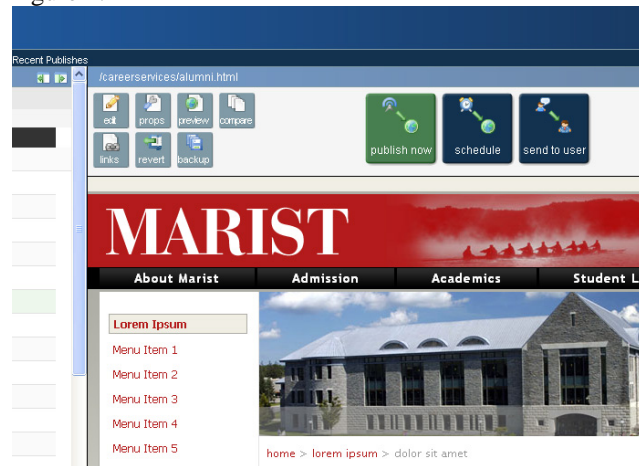 Recent Publishes
/careerservices/alumni.html
edit props preview compare
links revert backup
publish now schedule send to user
MARIST
About Marist Admission Academics Student L
Lorem Ipsum
Menu Item 1
Menu Item 2
Menu Item 3
Menu Item 4
Menu Item 5
home > lorem ipsum > dolor sit amet